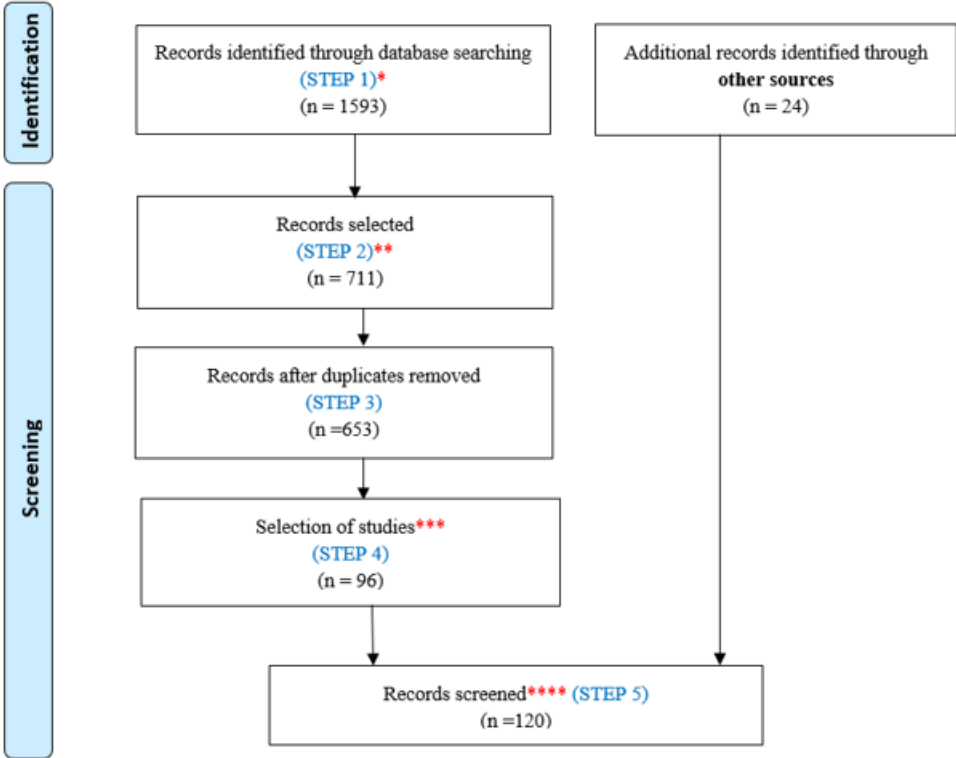 Identification
Records identified through database searching
(STEP 1)*
(n = 1593)
Additional records identified through
other sources
(n = 24)
Screening
Records selected
(STEP 2)**
(n = 711)
Records after duplicates removed
(STEP 3)
(n =653)
Selection of studies***
(STEP 4)
(n = 96)
Records screened**** (STEP 5)
(n =120)